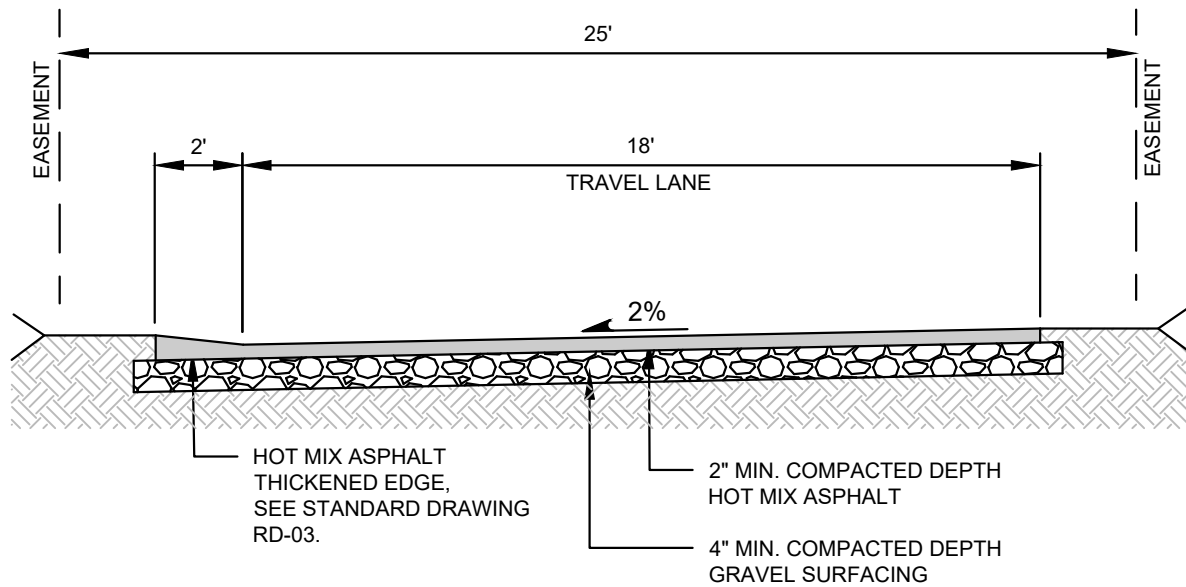 25'
EASEMENT
EASEMENT
2'
18'
TRAVEL LANE
2%
HOT MIX ASPHALT
THICKENED EDGE,
SEE STANDARD DRAWING
RD-03.
2" MIN. COMPACTED DEPTH
HOT MIX ASPHALT
4" MIN. COMPACTED DEPTH
GRAVEL SURFACING